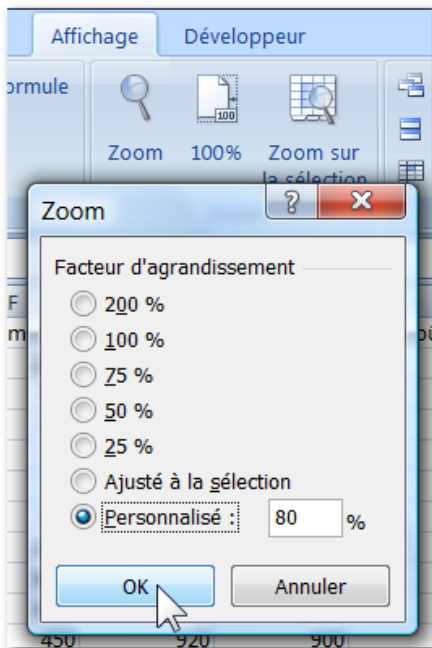 Affichage Développeur
ormule
100
Zoom 100% Zoom sur
la sélection
Zoom
?
Facteur d'agrandissement
F
200 %
m
100 %
75 %
50 %
25 %
Ajusté à la sélection
Personnalisé : 80 %
OK Annuler
450 920 900